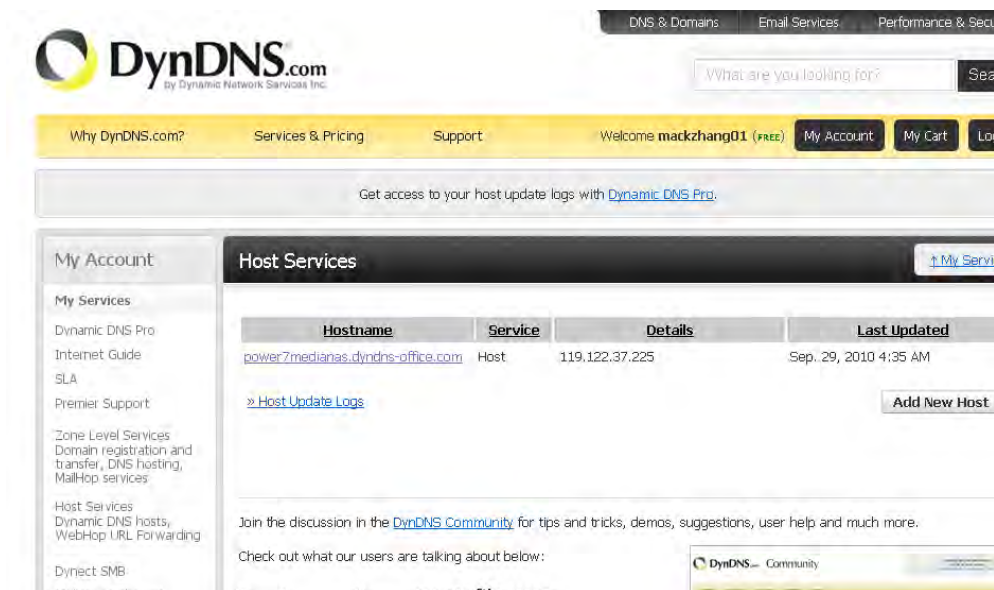 DNS & Domains Email Services Performance & Secu
DynDNS.com
by Dynamic Network Services Inc.
What are you looking for? Sea
Why DynDNS.com? Services & Pricing Support Welcome mackzhang01 (FREE) My Account My Cart Lo
Get access to your host update logs with Dynamic DNS Pro.
My Account
Host Services
↑ My Servi
My Services
Dynamic DNS Pro
Internet Guide
SLA
Premier Support
Zone Level Services
Domain registration and
transfer, DNS hosting,
MailHop services
Host Services
Dynamic DNS hosts,
WebHop URL Forwarding
Dynect SMB
Hostname Service Details Last Updated
power7medianas.dyndns-office.com Host 119.122.37.225 Sep. 29, 2010 4:35 AM
» Host Update Logs
Add New Host
Join the discussion in the DynDNS Community for tips and tricks, demos, suggestions, user help and much more.
Check out what our users are talking about below:
DynDNS Community